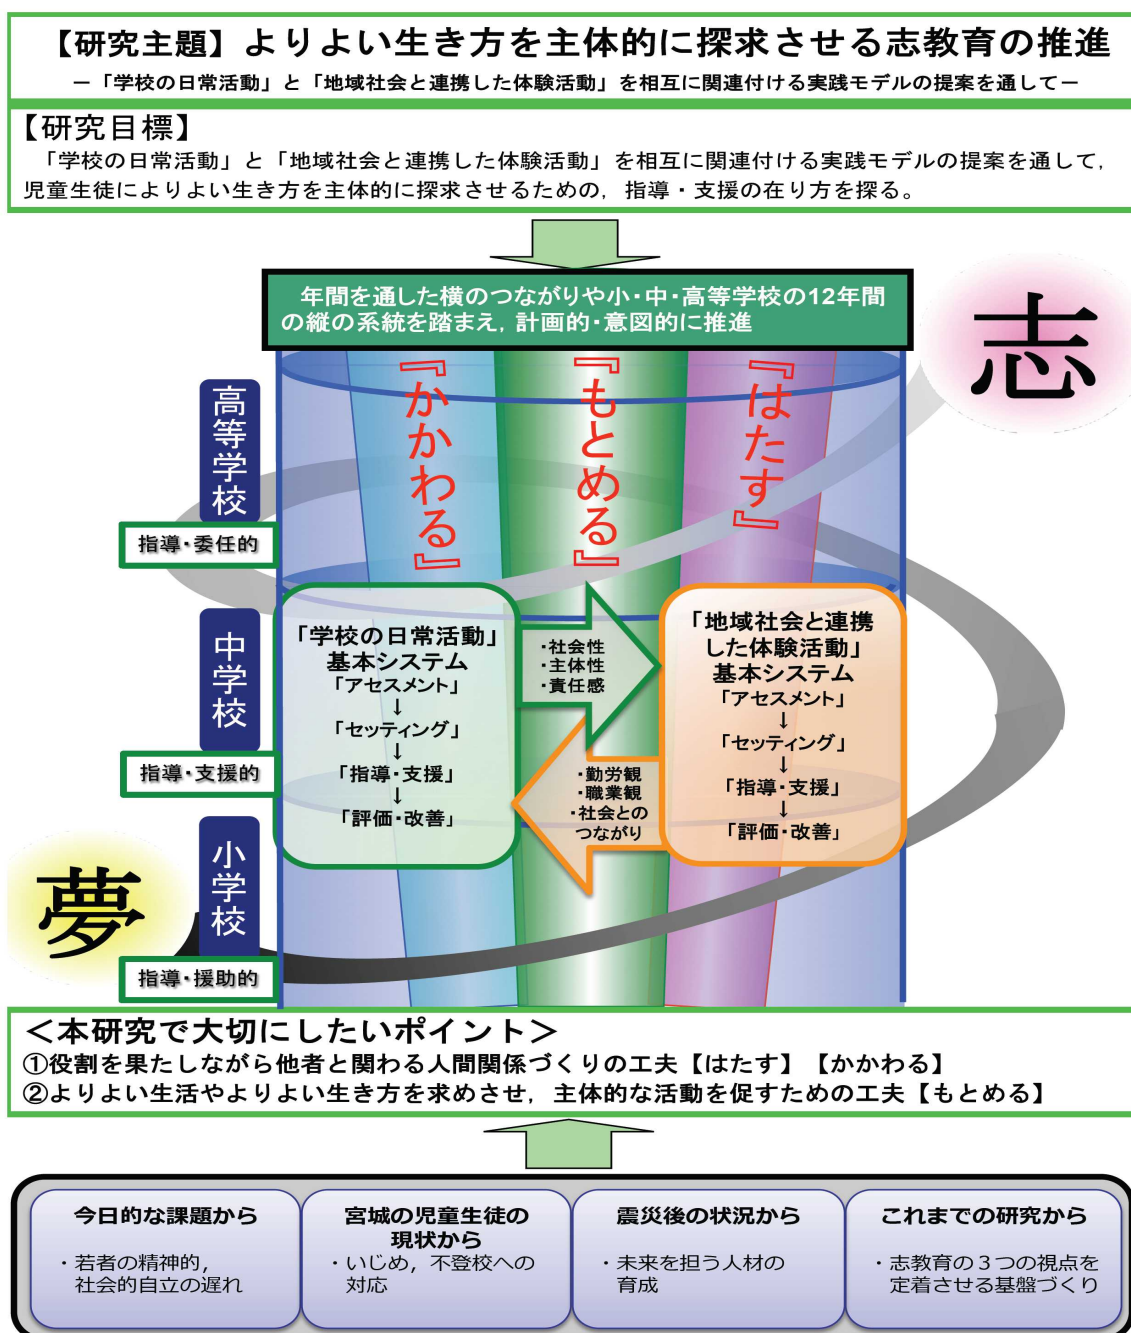 【研究主題】よりよい生き方を主体的に探求させる志教育の推進
－「学校の日常活動」と「地域社会と連携した体験活動」を相互に関連付ける実践モデルの提案を通して－
【研究目標】
「学校の日常活動」と「地域社会と連携した体験活動」を相互に関連付ける実践モデルの提案を通して，
児童生徒によりよい生き方を主体的に探求させるための，指導・支援の在り方を探る。
年間を通した横のつながりや小・中・高等学校の12年間
の縦の系統を踏まえ，計画的・意図的に推進
志
『かかわる』
『もとめる』
『はたす』
高等学校
指導・委任的
中学校
指導・支援的
小学校
指導・援助的
夢
「学校の日常活動」
基本システム
「アセスメント」
↓
「セッティング」
↓
「指導・支援」
↓
「評価・改善」
・社会性
・主体性
・責任感
・勤労観
・職業観
・社会との
つながり
「地域社会と連携
した体験活動」
基本システム
「アセスメント」
↓
「セッティング」
↓
「指導・支援」
↓
「評価・改善」
＜本研究で大切にしたいポイント＞
①役割を果たしながら他者と関わる人間関係づくりの工夫【はたす】【かかわる】
②よりよい生活やよりよい生き方を求めさせ，主体的な活動を促すための工夫【もとめる】
今日的な課題から
・若者の精神的，
社会的自立の遅れ
宮城の児童生徒の
現状から
・いじめ，不登校への
対応
震災後の状況から
・未来を担う人材の
育成
これまでの研究から
・志教育の３つの視点を
定着させる基盤づくり